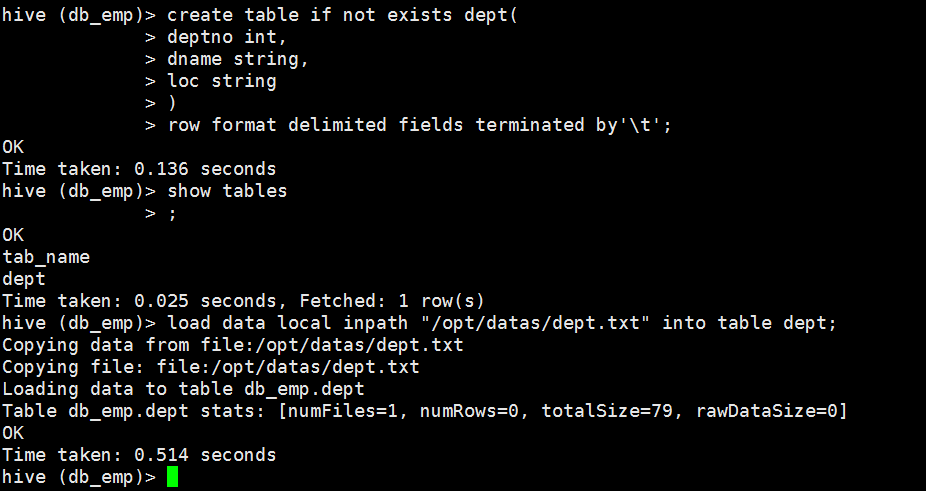 hive (db_emp)> create table if not exists dept(
             > deptno int,
             > dname string,
             > loc string
             > )
             > row format delimited fields terminated by'\t';
OK
Time taken: 0.136 seconds
hive (db_emp)> show tables
             > ;
OK
tab_name
dept
Time taken: 0.025 seconds, Fetched: 1 row(s)
hive (db_emp)> load data local inpath "/opt/datas/dept.txt" into table dept;
Copying data from file:/opt/datas/dept.txt
Copying file: file:/opt/datas/dept.txt
Loading data to table db_emp.dept
Table db_emp.dept stats: [numFiles=1, numRows=0, totalSize=79, rawDataSize=0]
OK
Time taken: 0.514 seconds
hive (db_emp)>